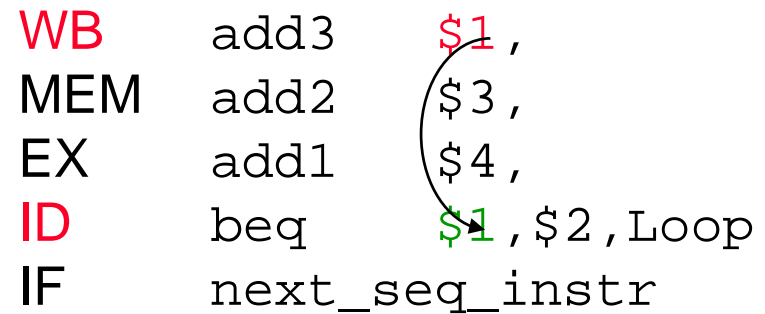 WB add3 $1,
MEM add2 $3,
EX add1 $4,
ID beq $1,$2,Loop
IF next_seq_instr